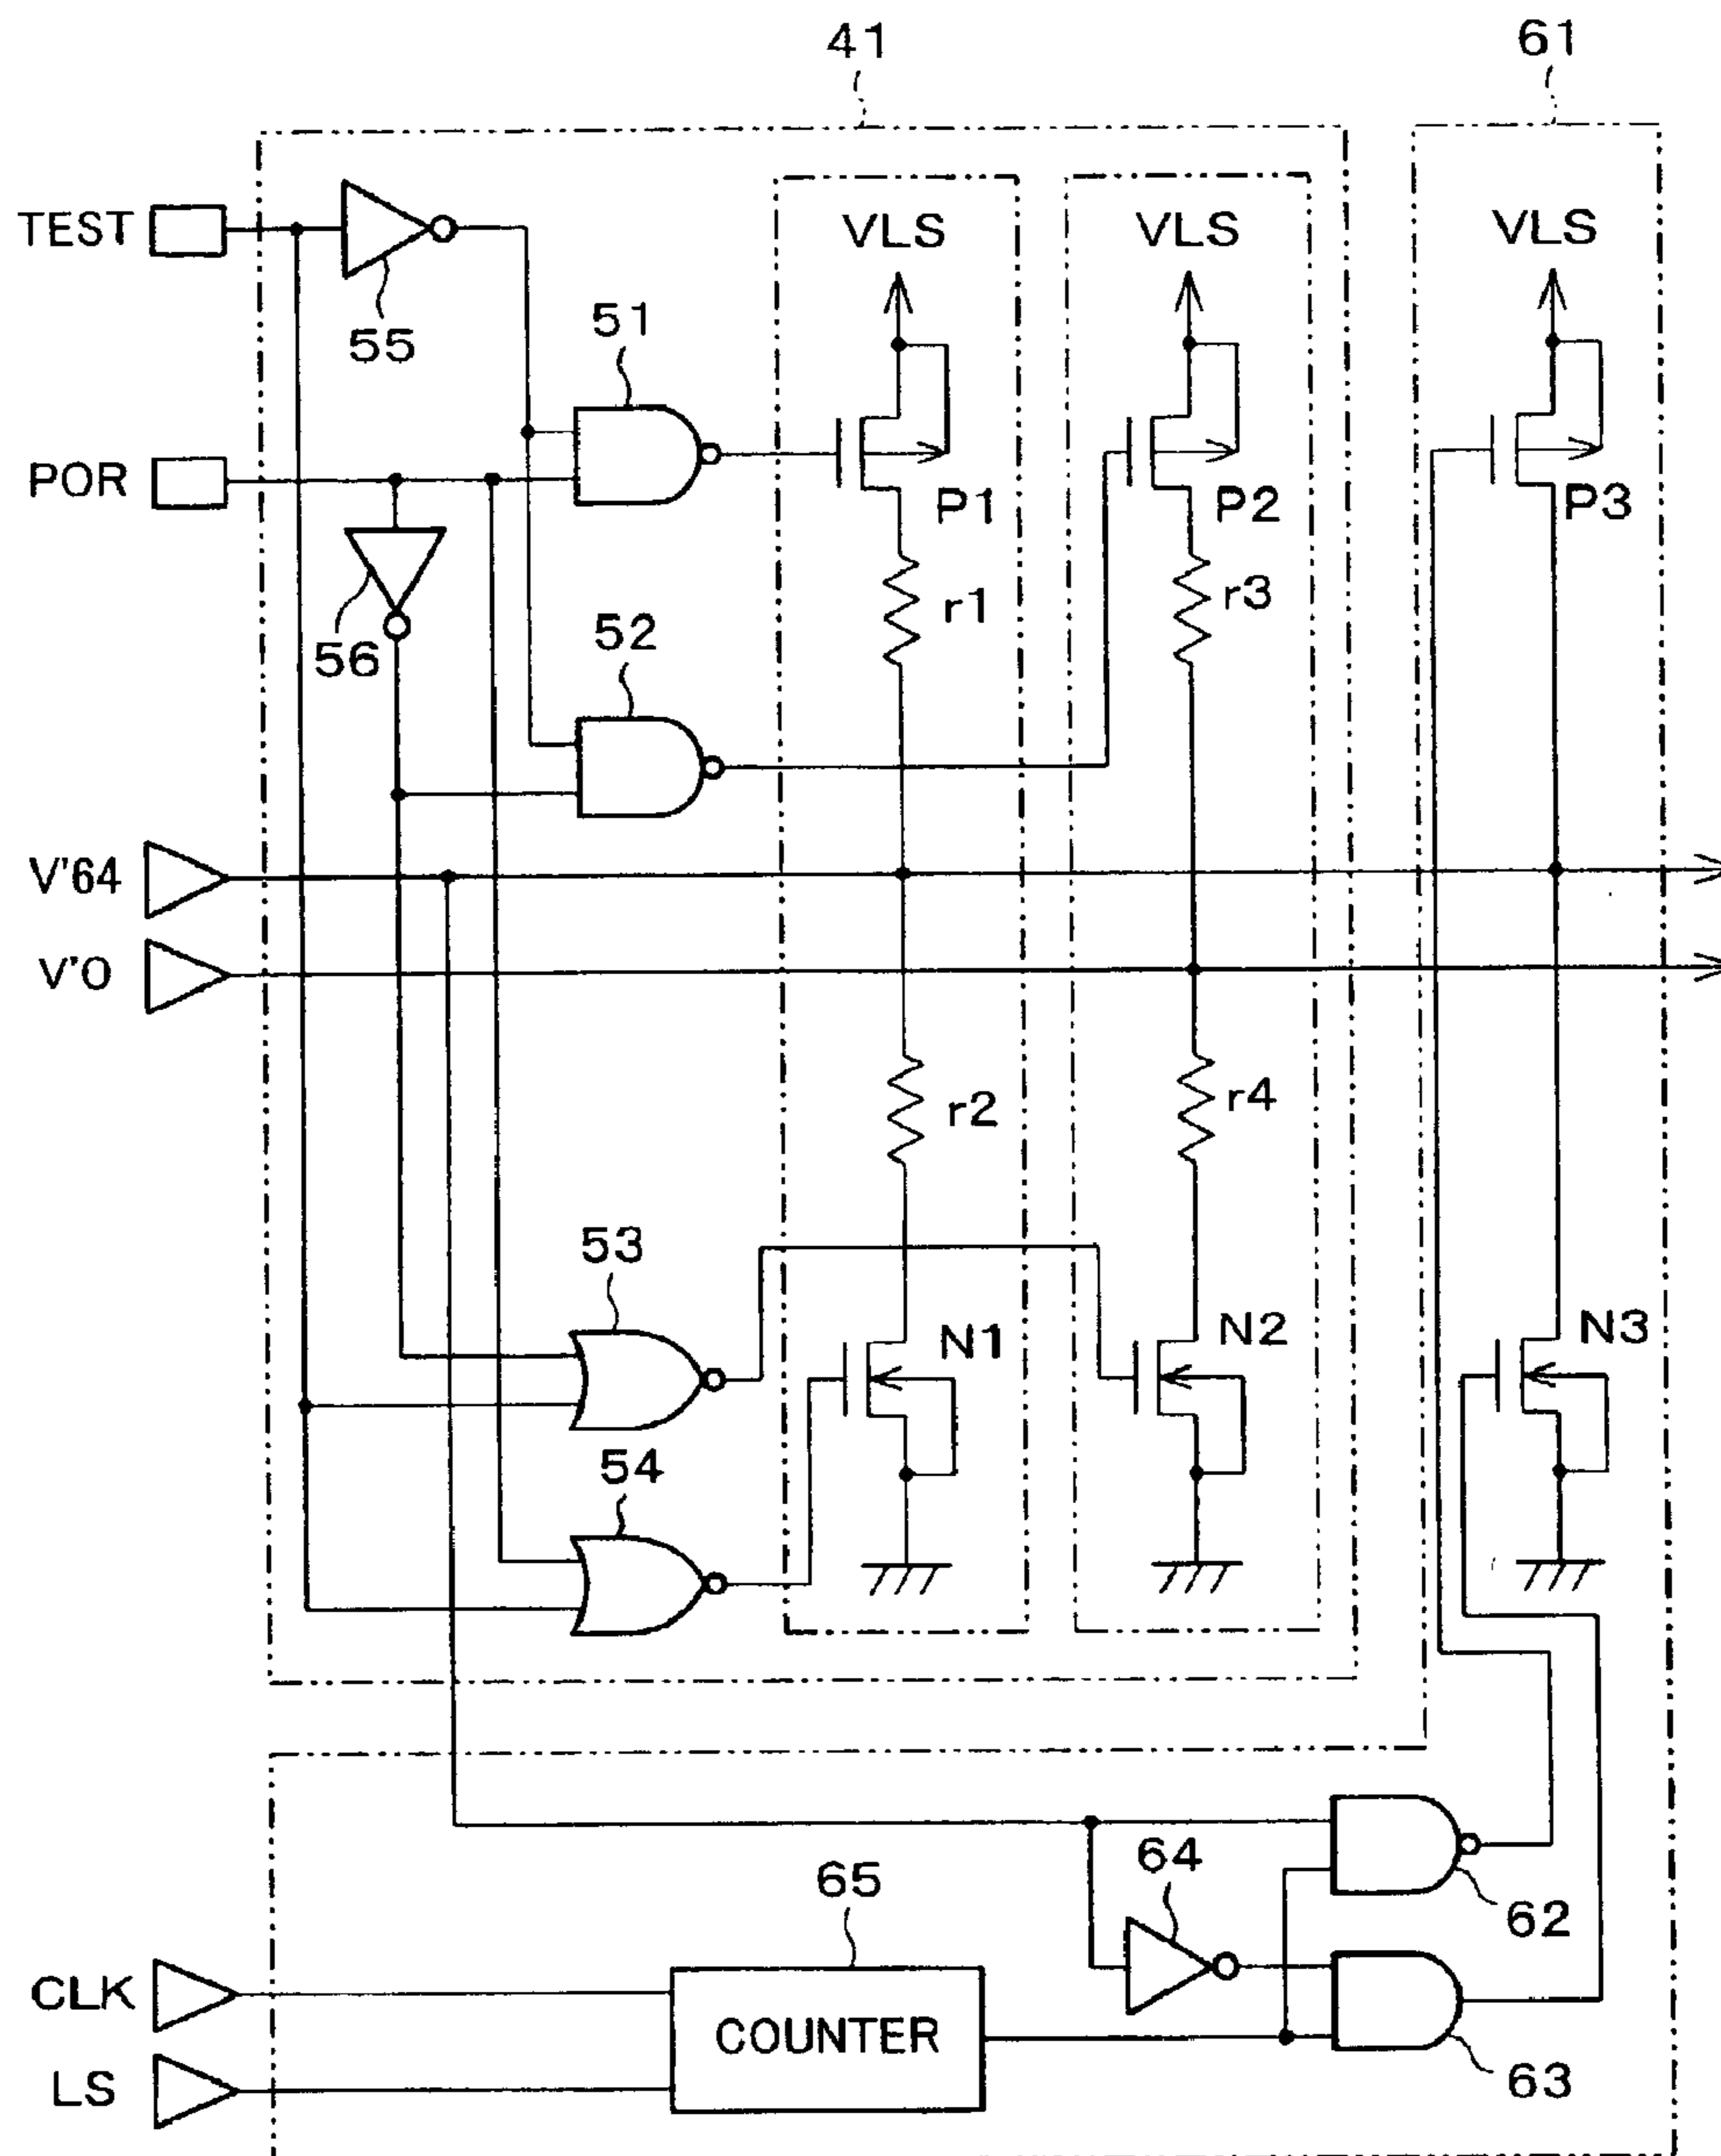 41
61
TEST
55
VLS
VLS
VLS
51
POR
P1
P2
P3
56
r1
r3
52
V'64
V'0
r2
r4
53
N1
N2
N3
54
64
62
65
CLK
COUNTER
LS
63